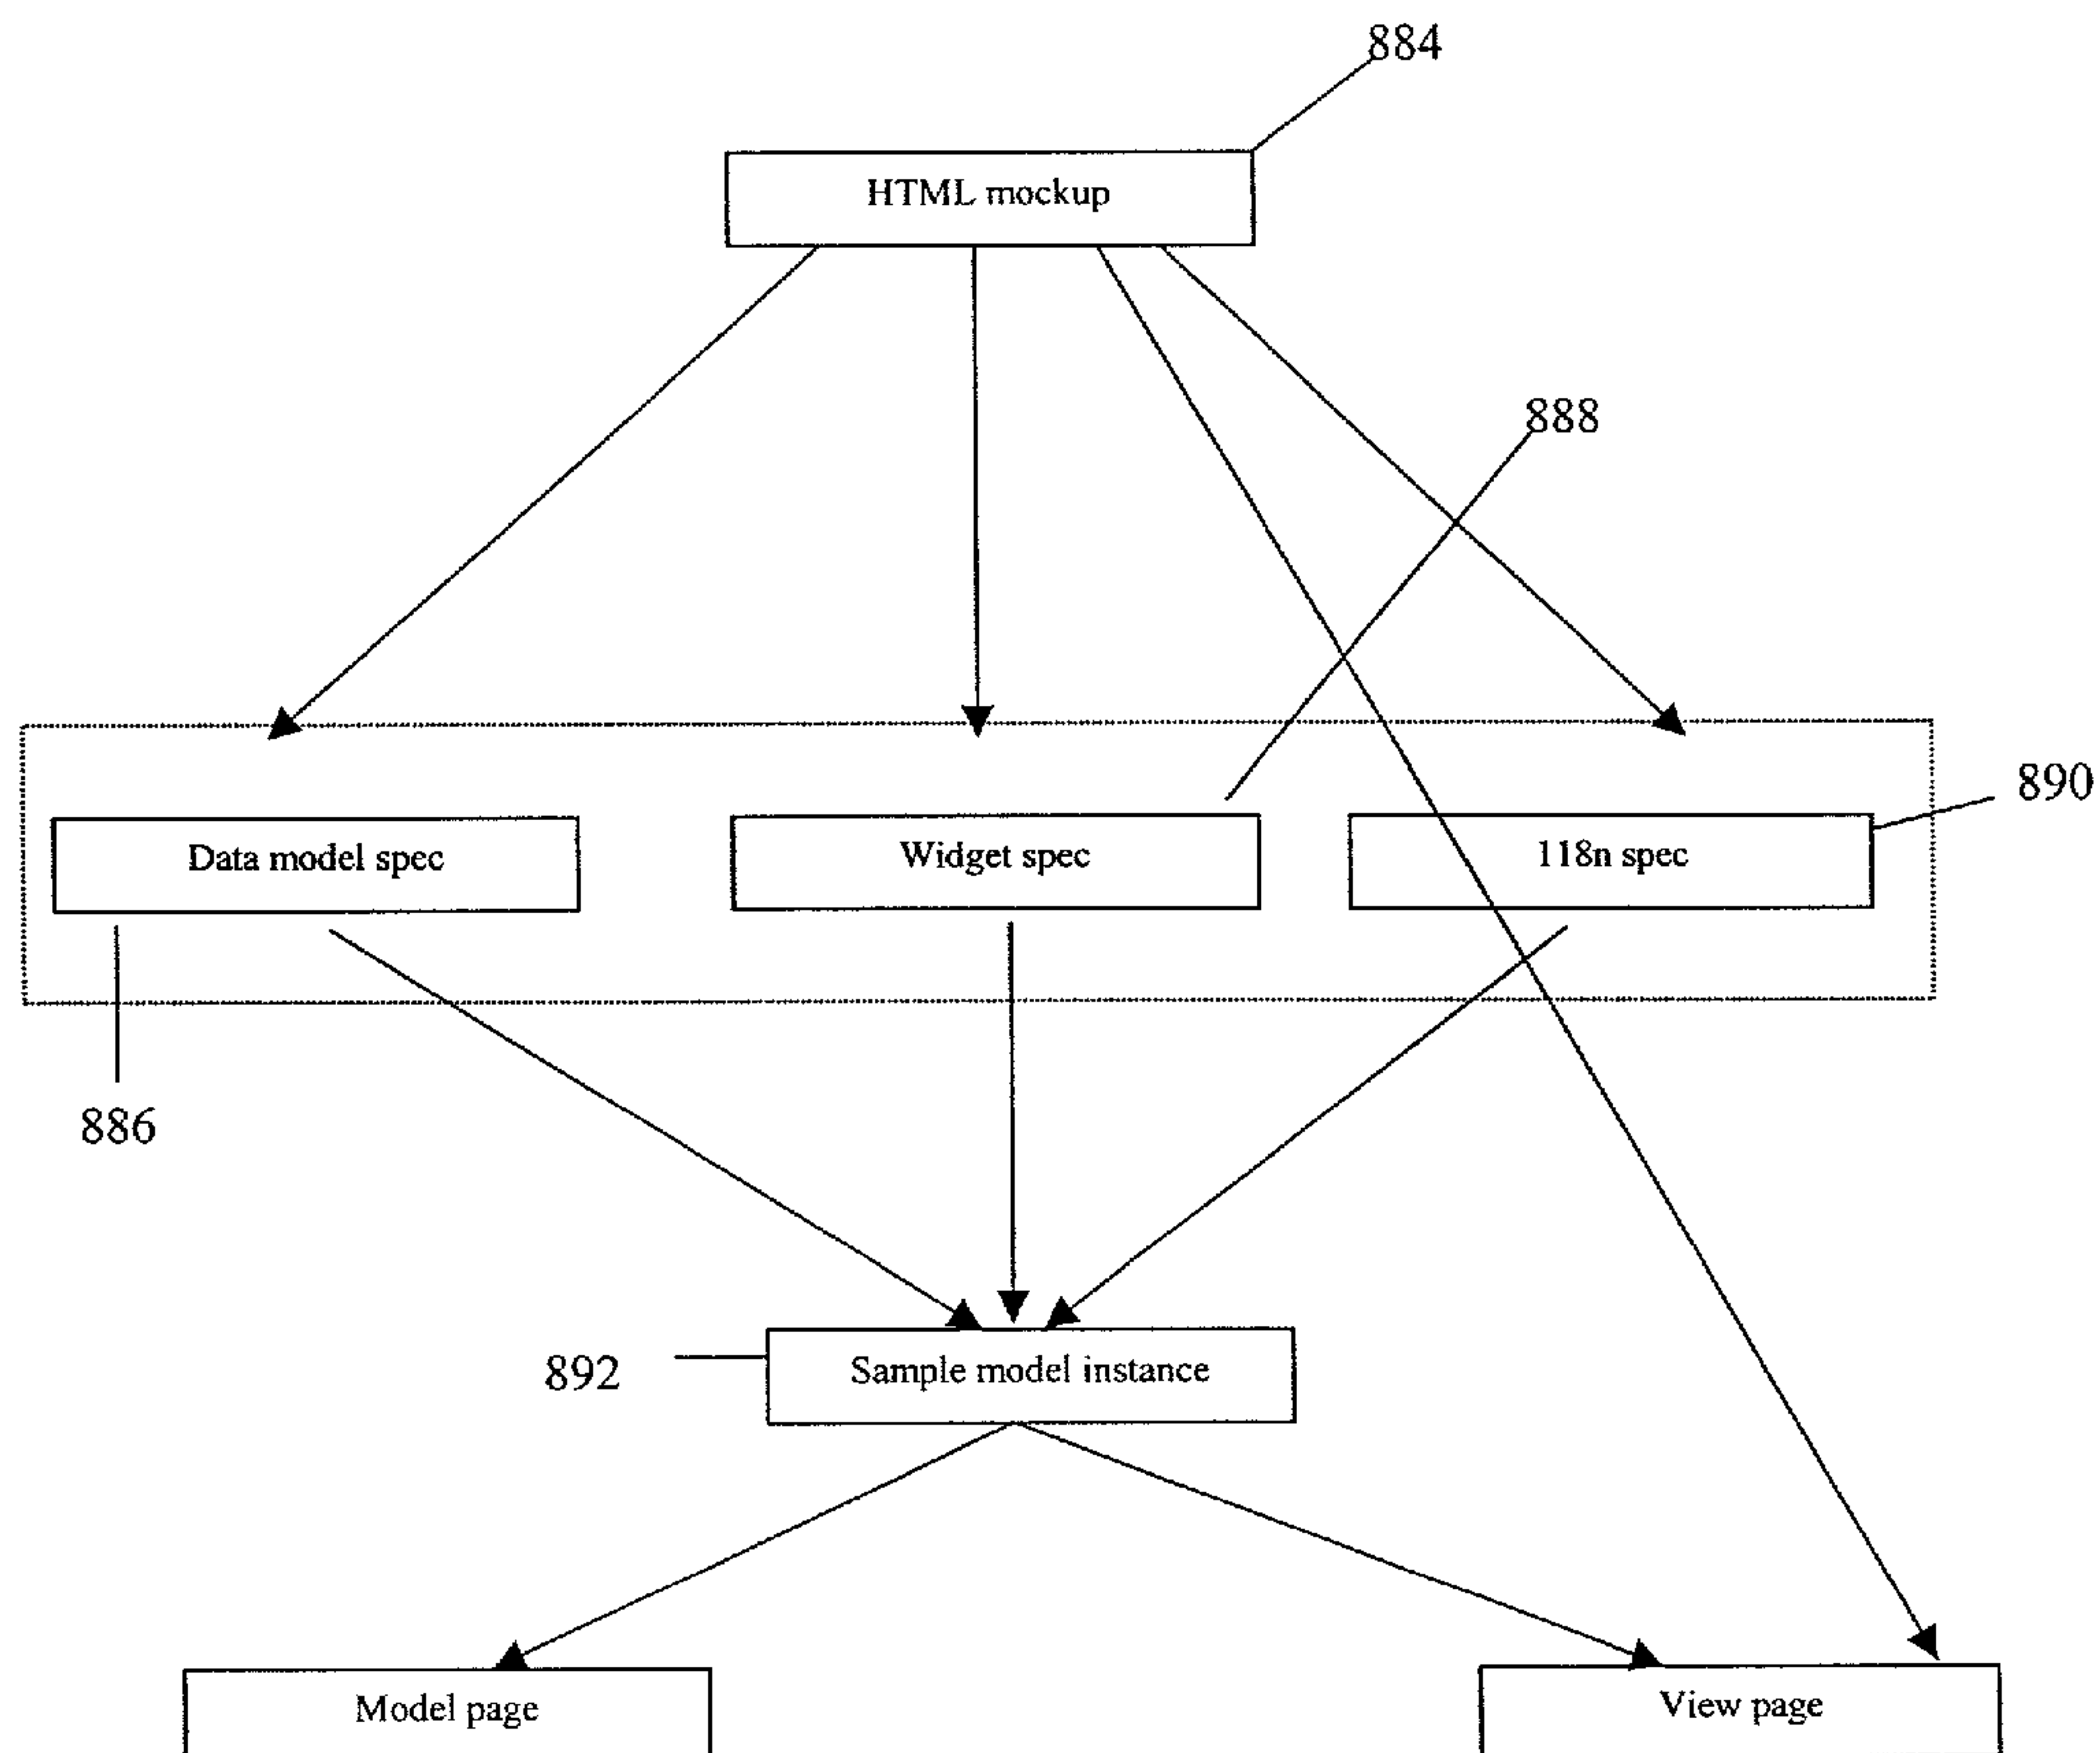 884
HTML mockup
888
890
Data model spec
Widget spec
118n spec
886
892
Sample model instance
Model page
View page